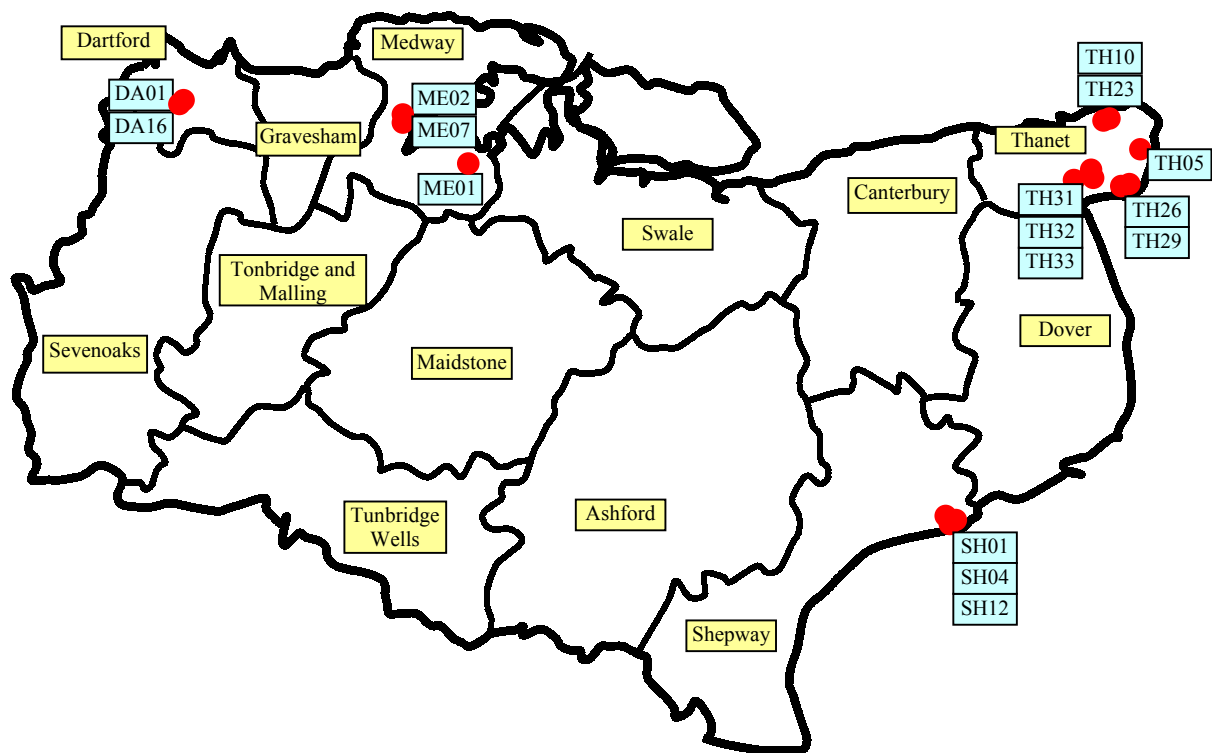 Dartford
Medway
DA01
DA16
ME02
ME07
Gravesham
ME01
TH10
TH23
Thanet
TH05
TH31
TH32
TH33
TH26
TH29
Canterbury
Swale
Tonbridge and
Malling
Sevenoaks
Maidstone
Dover
Tunbridge
Wells
Ashford
SH01
SH04
SH12
Shepway